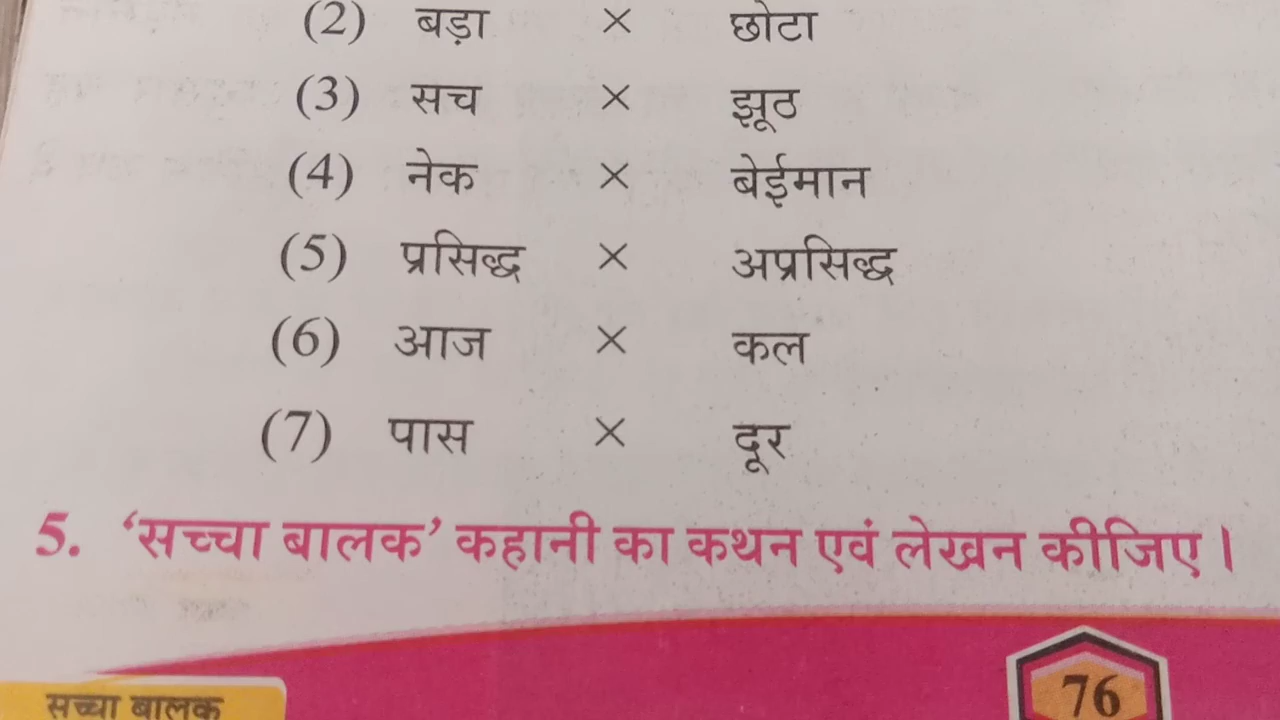 (2) बड़ा × छोटा
(3) सच × झूठ
(4) नेक × बेईमान
(5) प्रसिद्ध × अप्रसिद्ध
(6) आज × कल
(7) पास × दूर
5. ‘सच्चा बालक’ कहानी का कथन एवं लेखन कीजिए।
सच्चा बालक
76